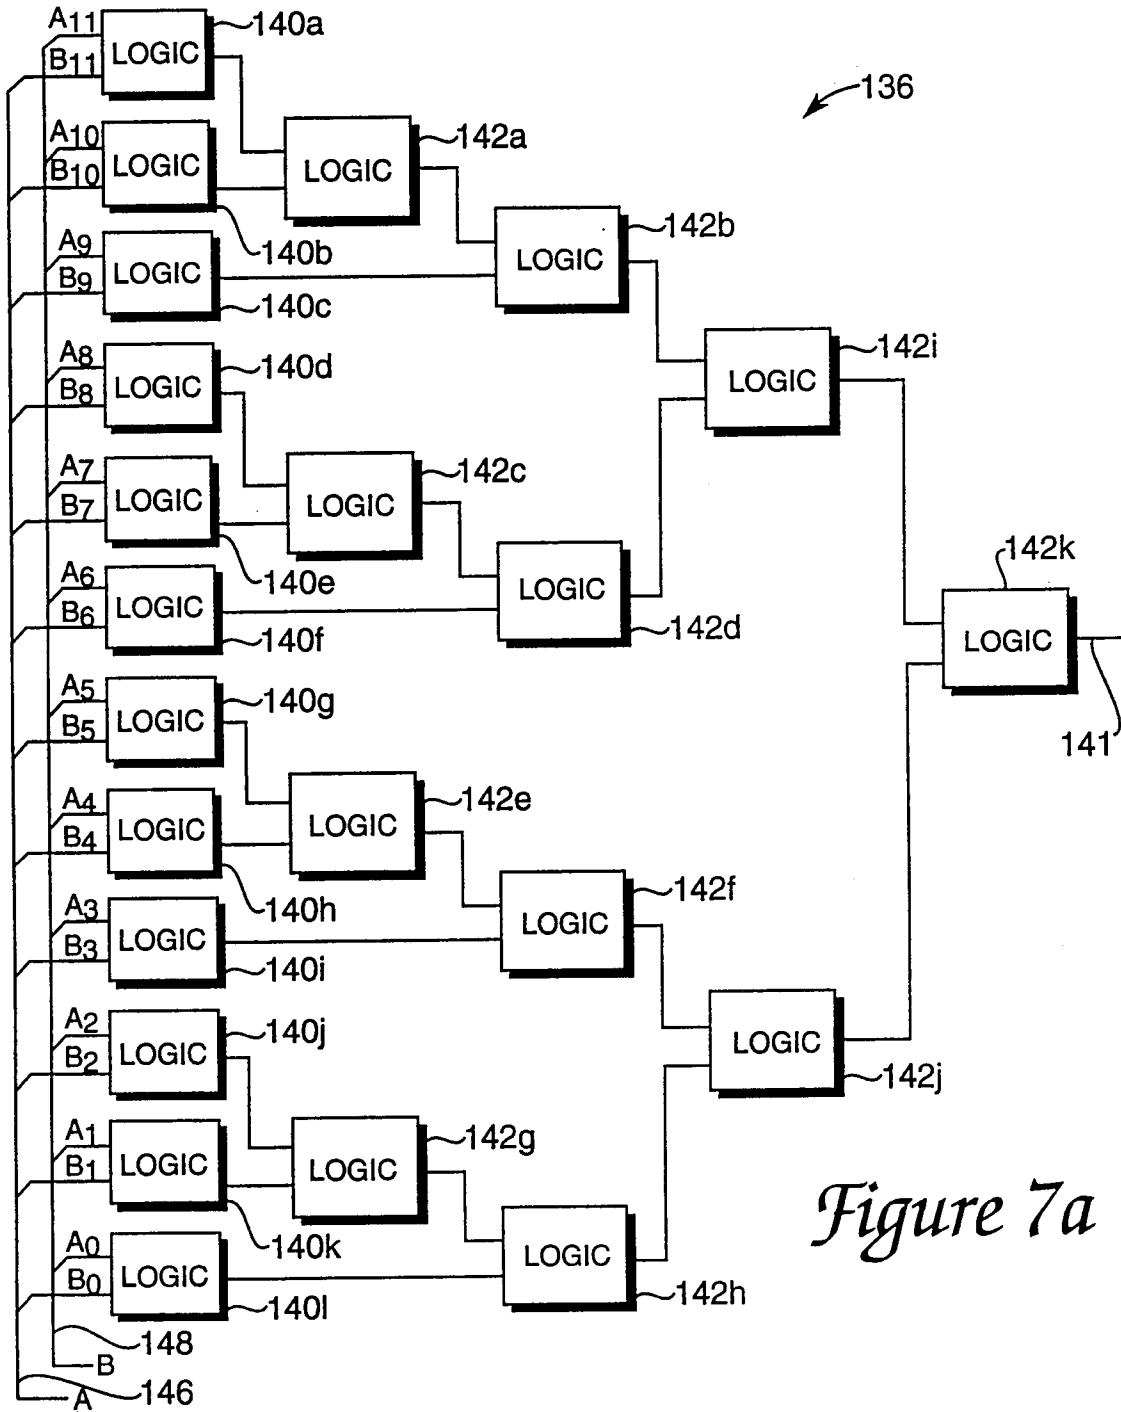 A11
B11
LOGIC
140a
136
A10
B10
LOGIC
140b
LOGIC
142a
A9
B9
LOGIC
140c
LOGIC
142b
A8
B8
LOGIC
140d
LOGIC
142i
A7
B7
LOGIC
140e
LOGIC
142c
A6
B6
LOGIC
140f
LOGIC
142d
LOGIC
142k
141
A5
B5
LOGIC
140g
A4
B4
LOGIC
140h
LOGIC
142e
A3
B3
LOGIC
140i
LOGIC
142f
A2
B2
LOGIC
140j
LOGIC
142j
A1
B1
LOGIC
140k
LOGIC
142g
A0
B0
LOGIC
140l
LOGIC
142h
148
B
146
A
Figure 7a